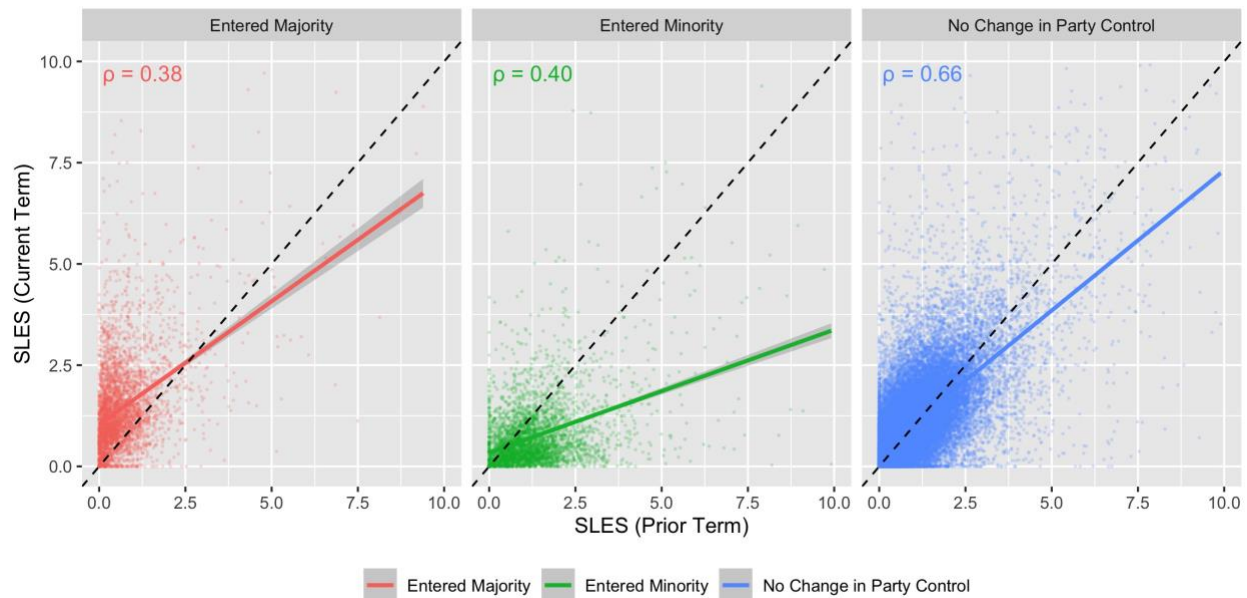 Entered Majority Entered Minority No Change in Party Control
ρ = 0.38 ρ = 0.40 ρ = 0.66
10.0
7.5
5.0
2.5
0.0
SLES (Current Term)
0.0 2.5 5.0 7.5 10.0 0.0 2.5 5.0 7.5 10.0 0.0 2.5 5.0 7.5 10.0
SLES (Prior Term)
Entered Majority Entered Minority No Change in Party Control